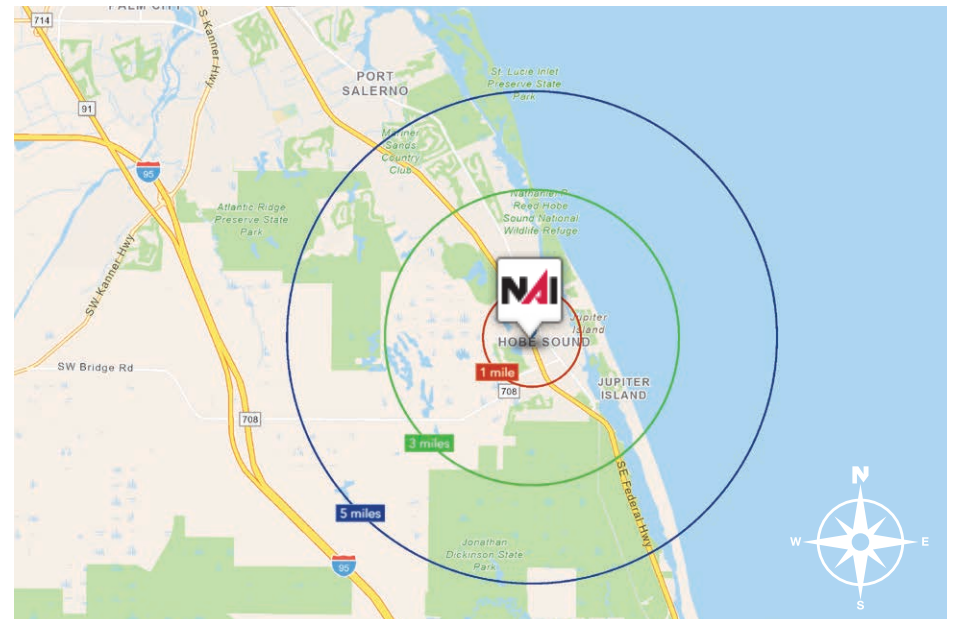 PALM CITY
714
S Kanner Hwy
PORT
SALERNO
St. Lucie Inlet
Preserve State
Park
91
Mariner
Sands
Country
Club
95
Atlantic Ridge
Preserve State
Park
Nathaniel P.
Reed Hobe
Sound National
Wildlife Refuge
SW Kanner Hwy
NAI
Jupiter
Island
HOBE SOUND
SW Bridge Rd
1 mile
JUPITER
ISLAND
708
708
3 miles
SE Federal Hwy
5 miles
Jonathan
Dickinson State
Park
95
N
W
E
S